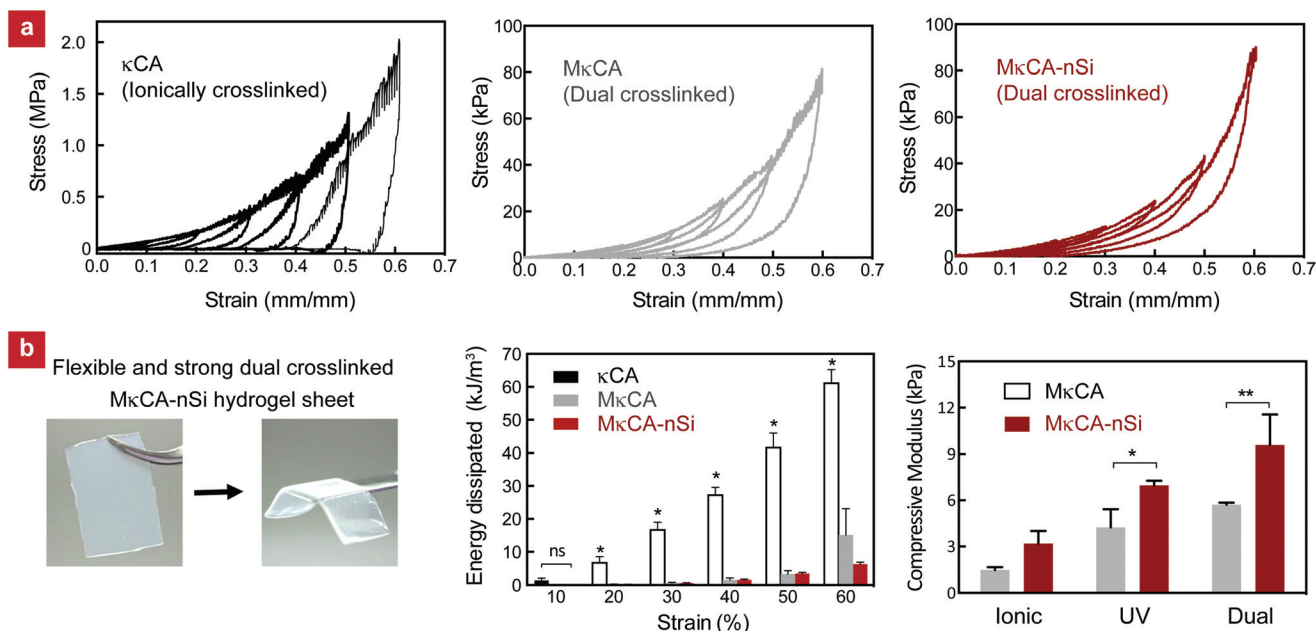 a
κCA
(Ionically crosslinked)
Stress (MPa)
2.0
1.5
1.0
0.5
0
0.0 0.1 0.2 0.3 0.4 0.5 0.6 0.7
Strain (mm/mm)
MκCA
(Dual crosslinked)
Stress (kPa)
100
80
60
40
20
0
0.0 0.1 0.2 0.3 0.4 0.5 0.6 0.7
Strain (mm/mm)
MκCA-nSi
(Dual crosslinked)
Stress (kPa)
100
80
60
40
20
0
0.0 0.1 0.2 0.3 0.4 0.5 0.6 0.7
Strain (mm/mm)
b
Flexible and strong dual crosslinked
MκCA-nSi hydrogel sheet
Energy dissipated (kJ/m³)
70
60
50
40
30
20
10
0
κCA
MκCA
MκCA-nSi
ns
*
*
*
*
*
10 20 30 40 50 60
Strain (%)
Compressive Modulus (kPa)
15
12
9
6
3
0
MκCA
MκCA-nSi
*
**
Ionic UV Dual